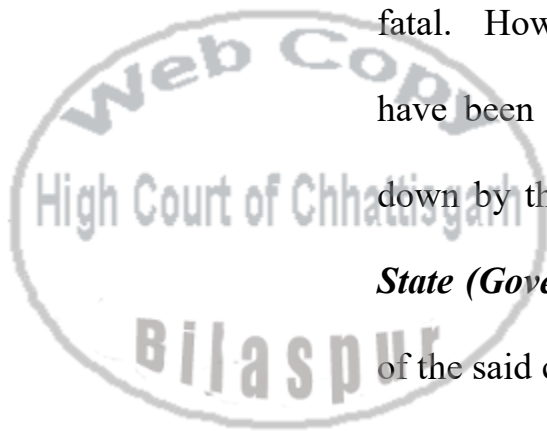 Web Copy
High Court of Chhattisgarh
Bilaspur
fatal. How
have been
down by th
State (Gove
of the said